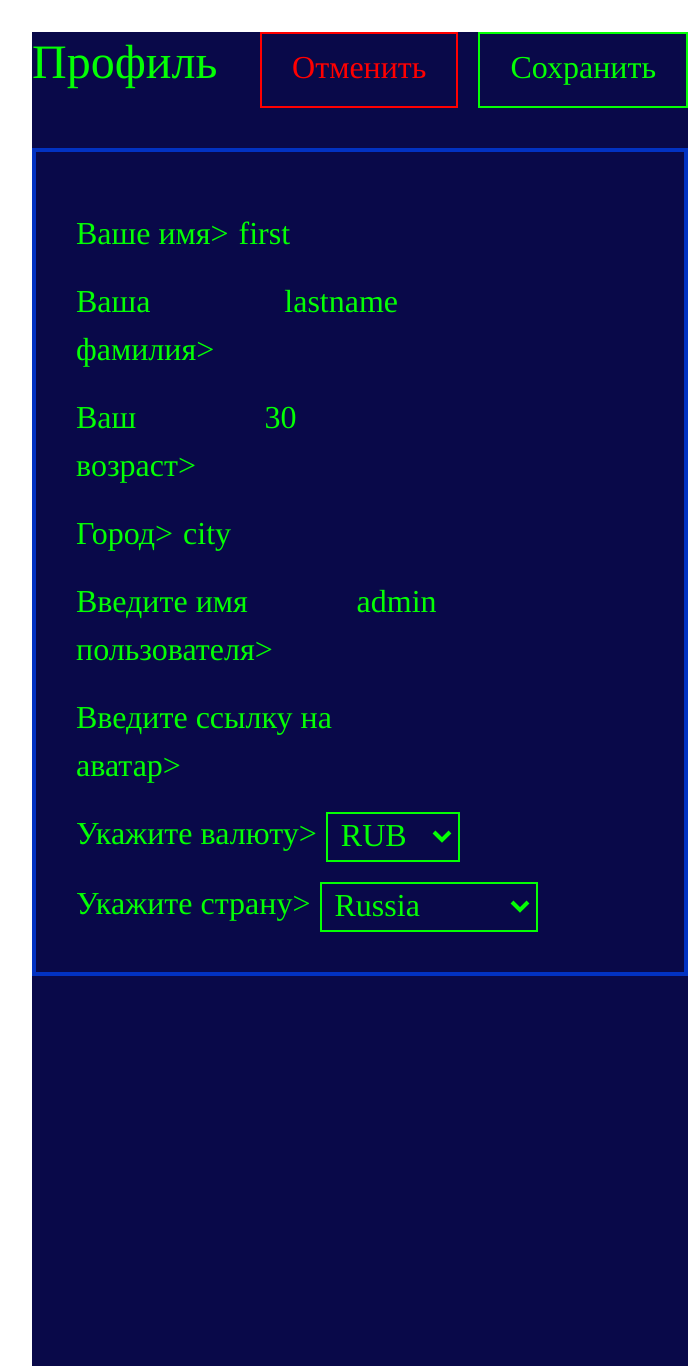 Профиль Отменить Сохранить
Ваше имя> first
Ваша lastname
фамилия>
Ваш 30
возраст>
Город> city
Введите имя admin
пользователя>
Введите ссылку на
аватар>
Укажите валюту> RUB
Укажите страну> Russia